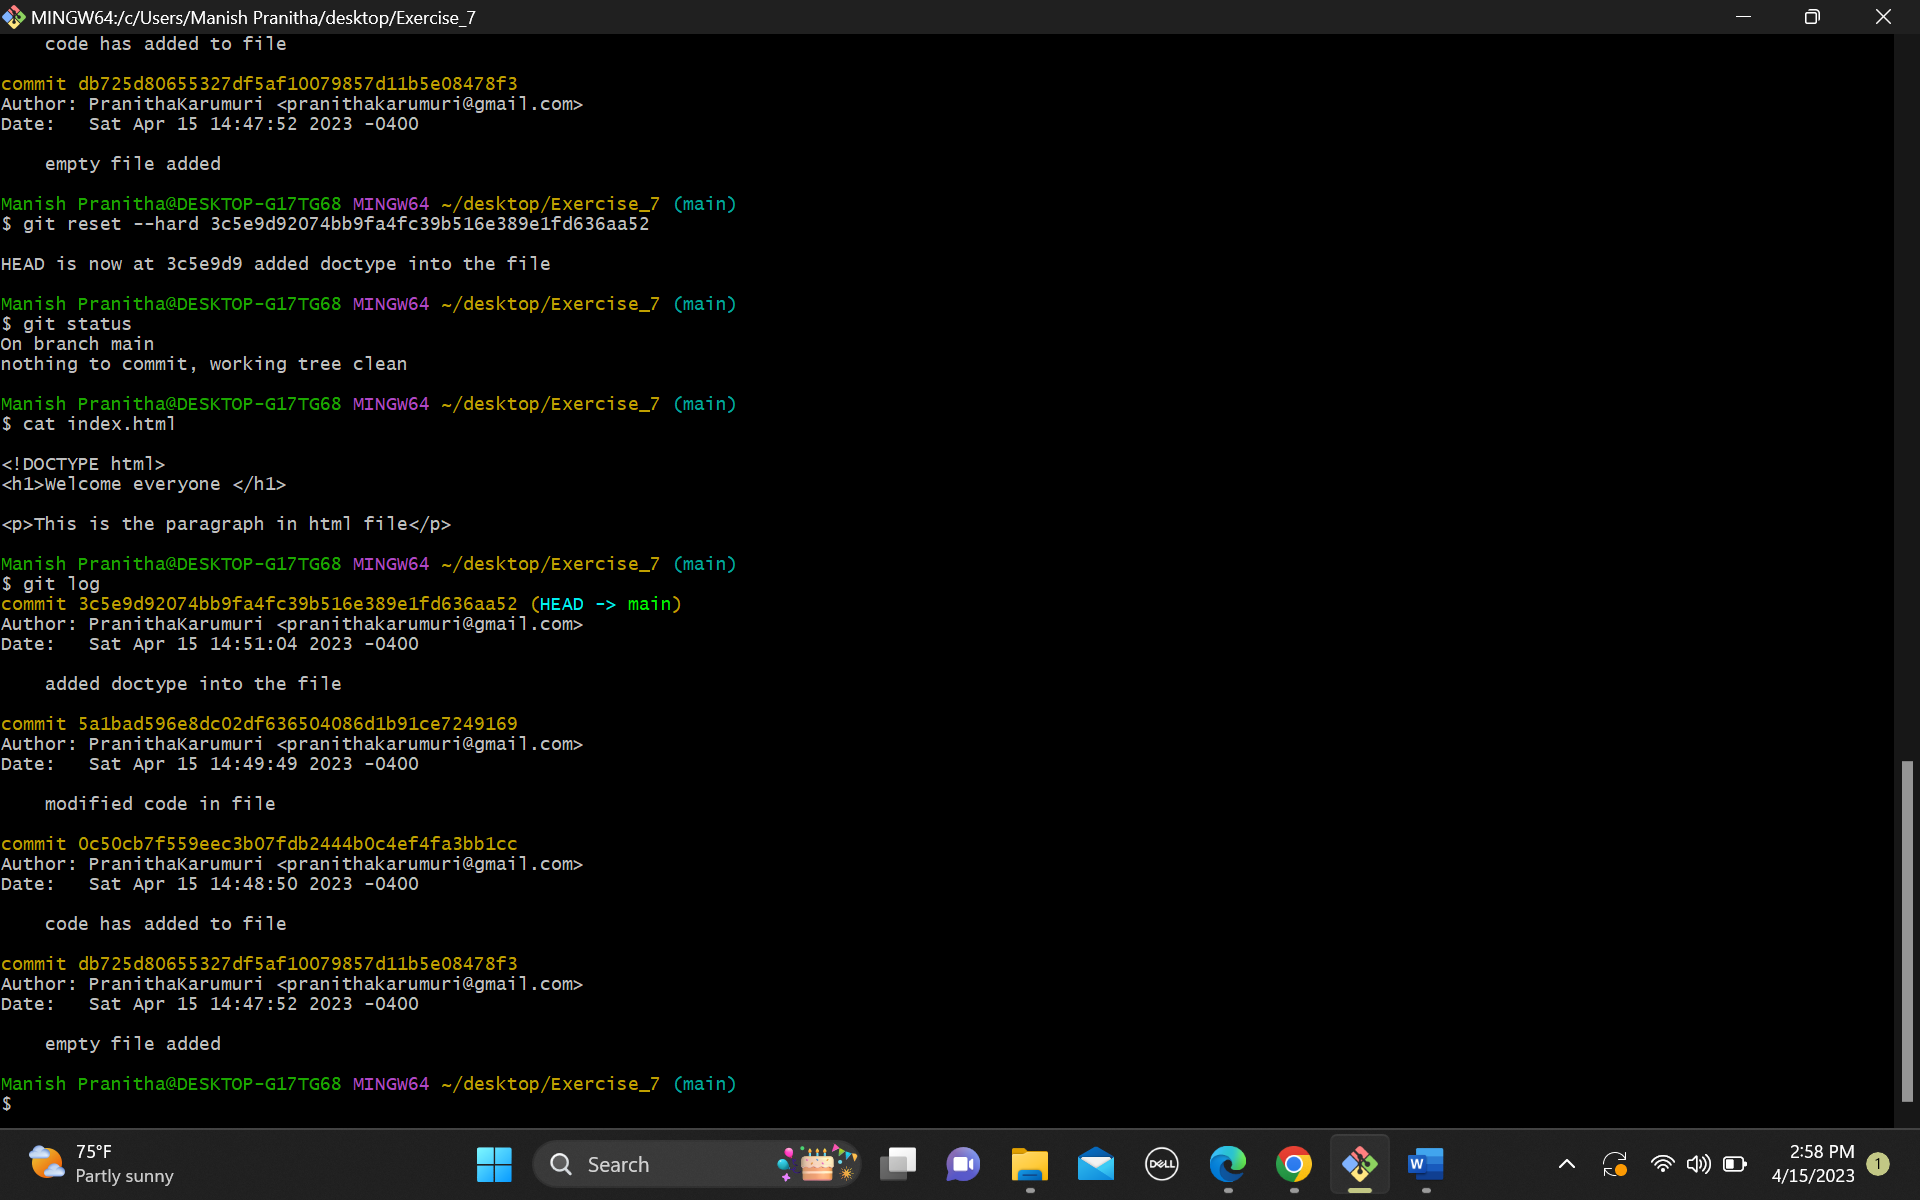 MINGW64:/c/Users/Manish Pranitha/desktop/Exercise_7
    code has added to file
commit db725d80655327df5af10079857d11b5e08478f3
Author: PranithaKarumuri <pranithakarumuri@gmail.com>
Date:   Sat Apr 15 14:47:52 2023 -0400
    empty file added
Manish Pranitha@DESKTOP-G17TG68 MINGW64 ~/desktop/Exercise_7 (main)
$ git reset --hard 3c5e9d92074bb9fa4fc39b516e389e1fd636aa52
HEAD is now at 3c5e9d9 added doctype into the file
Manish Pranitha@DESKTOP-G17TG68 MINGW64 ~/desktop/Exercise_7 (main)
$ git status
On branch main
nothing to commit, working tree clean
Manish Pranitha@DESKTOP-G17TG68 MINGW64 ~/desktop/Exercise_7 (main)
$ cat index.html
<!DOCTYPE html>
<h1>Welcome everyone </h1>
<p>This is the paragraph in html file</p>
Manish Pranitha@DESKTOP-G17TG68 MINGW64 ~/desktop/Exercise_7 (main)
$ git log
commit 3c5e9d92074bb9fa4fc39b516e389e1fd636aa52 (HEAD -> main)
Author: PranithaKarumuri <pranithakarumuri@gmail.com>
Date:   Sat Apr 15 14:51:04 2023 -0400
    added doctype into the file
commit 5a1bad596e8dc02df636504086d1b91ce7249169
Author: PranithaKarumuri <pranithakarumuri@gmail.com>
Date:   Sat Apr 15 14:49:49 2023 -0400
    modified code in file
commit 0c50cb7f559eec3b07fdb2444b0c4ef4fa3bb1cc
Author: PranithaKarumuri <pranithakarumuri@gmail.com>
Date:   Sat Apr 15 14:48:50 2023 -0400
    code has added to file
commit db725d80655327df5af10079857d11b5e08478f3
Author: PranithaKarumuri <pranithakarumuri@gmail.com>
Date:   Sat Apr 15 14:47:52 2023 -0400
    empty file added
Manish Pranitha@DESKTOP-G17TG68 MINGW64 ~/desktop/Exercise_7 (main)
$
75°F
Partly sunny
Search
DELL
W
2:58 PM
4/15/2023
1